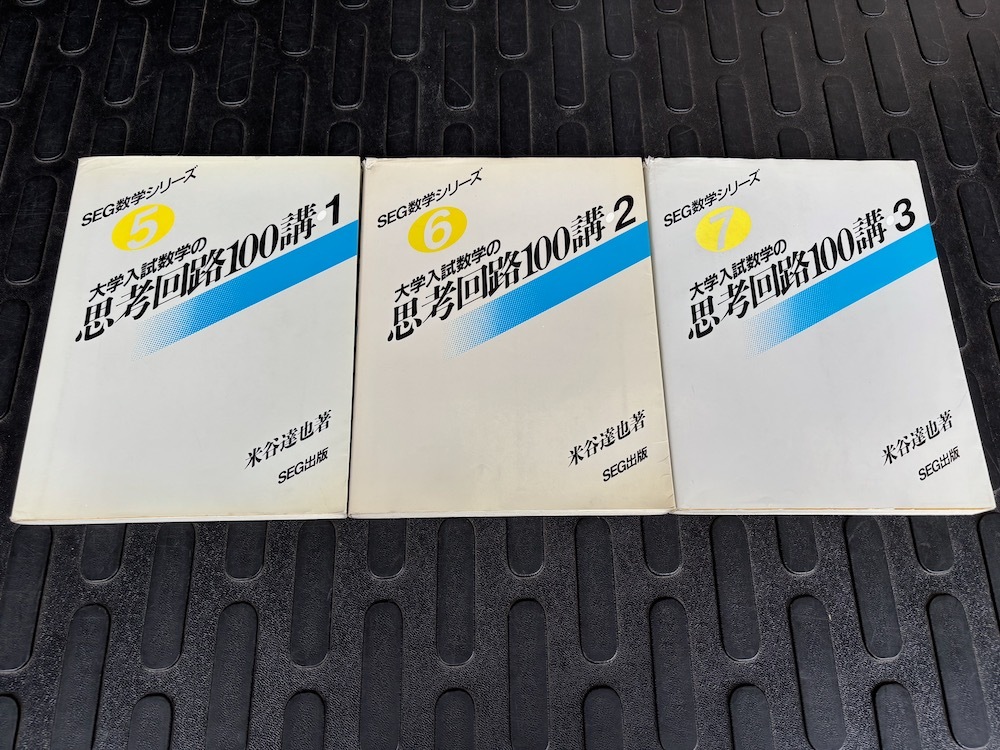 SEG数学シリーズ
5
大学入試数学の
思考回路100講・1
米谷達也著
SEG出版
SEG数学シリーズ
6
大学入試数学の
思考回路100講・2
米谷達也著
SEG出版
SEG数学シリーズ
7
大学入試数学の
思考回路100講・3
米谷達也著
SEG出版